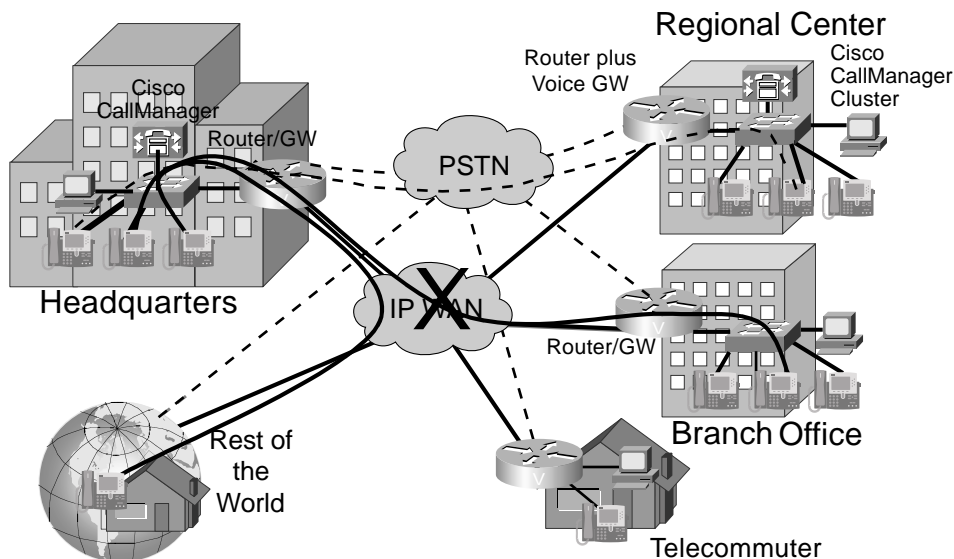 Regional Center
Router plus
Voice GW
Cisco
CallManager
Cluster
Cisco
CallManager
Router/GW
PSTN
V
Headquarters
IP WAN
X
V
Router/GW
Branch Office
Rest of
the
World
V
Telecommuter